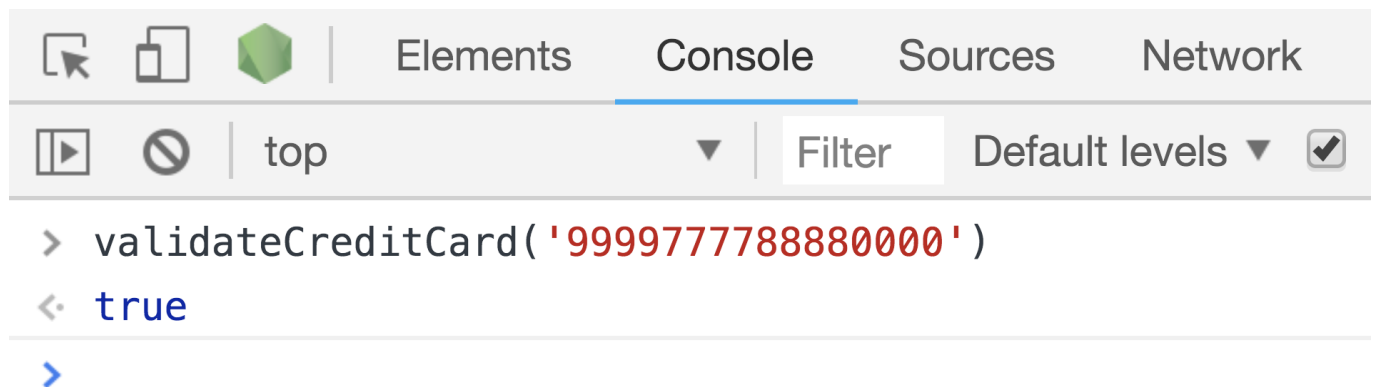 Elements Console Sources Network
top Filter Default levels
> validateCreditCard('9999777788880000')
true
>